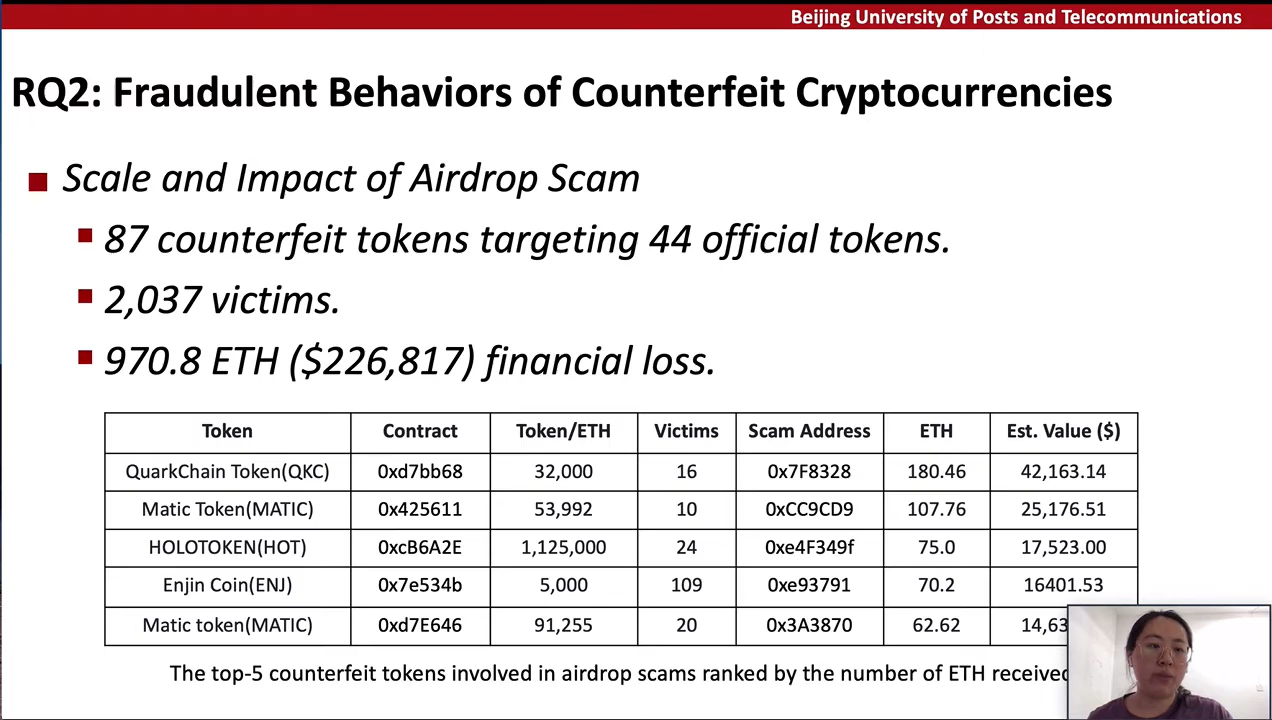 Beijing University of Posts and Telecommunications
RQ2: Fraudulent Behaviors of Counterfeit Cryptocurrencies
Scale and Impact of Airdrop Scam
87 counterfeit tokens targeting 44 official tokens.
2,037 victims.
970.8 ETH ($226,817) financial loss.
Token Contract Token/ETH Victims Scam Address ETH Est. Value ($)
QuarkChain Token(QKC) 0xd7bb68 32,000 16 0x7F8328 180.46 42,163.14
Matic Token(MATIC) 0x425611 53,992 10 0xCC9CD9 107.76 25,176.51
HOLOTOKEN(HOT) 0xcB6A2E 1,125,000 24 0xe4F349f 75.0 17,523.00
Enjin Coin(ENJ) 0x7e534b 5,000 109 0xe93791 70.2 16401.53
Matic token(MATIC) 0xd7E646 91,255 20 0x3A3870 62.62
The top-5 counterfeit tokens involved in airdrop scams ranked by the number of ETH received